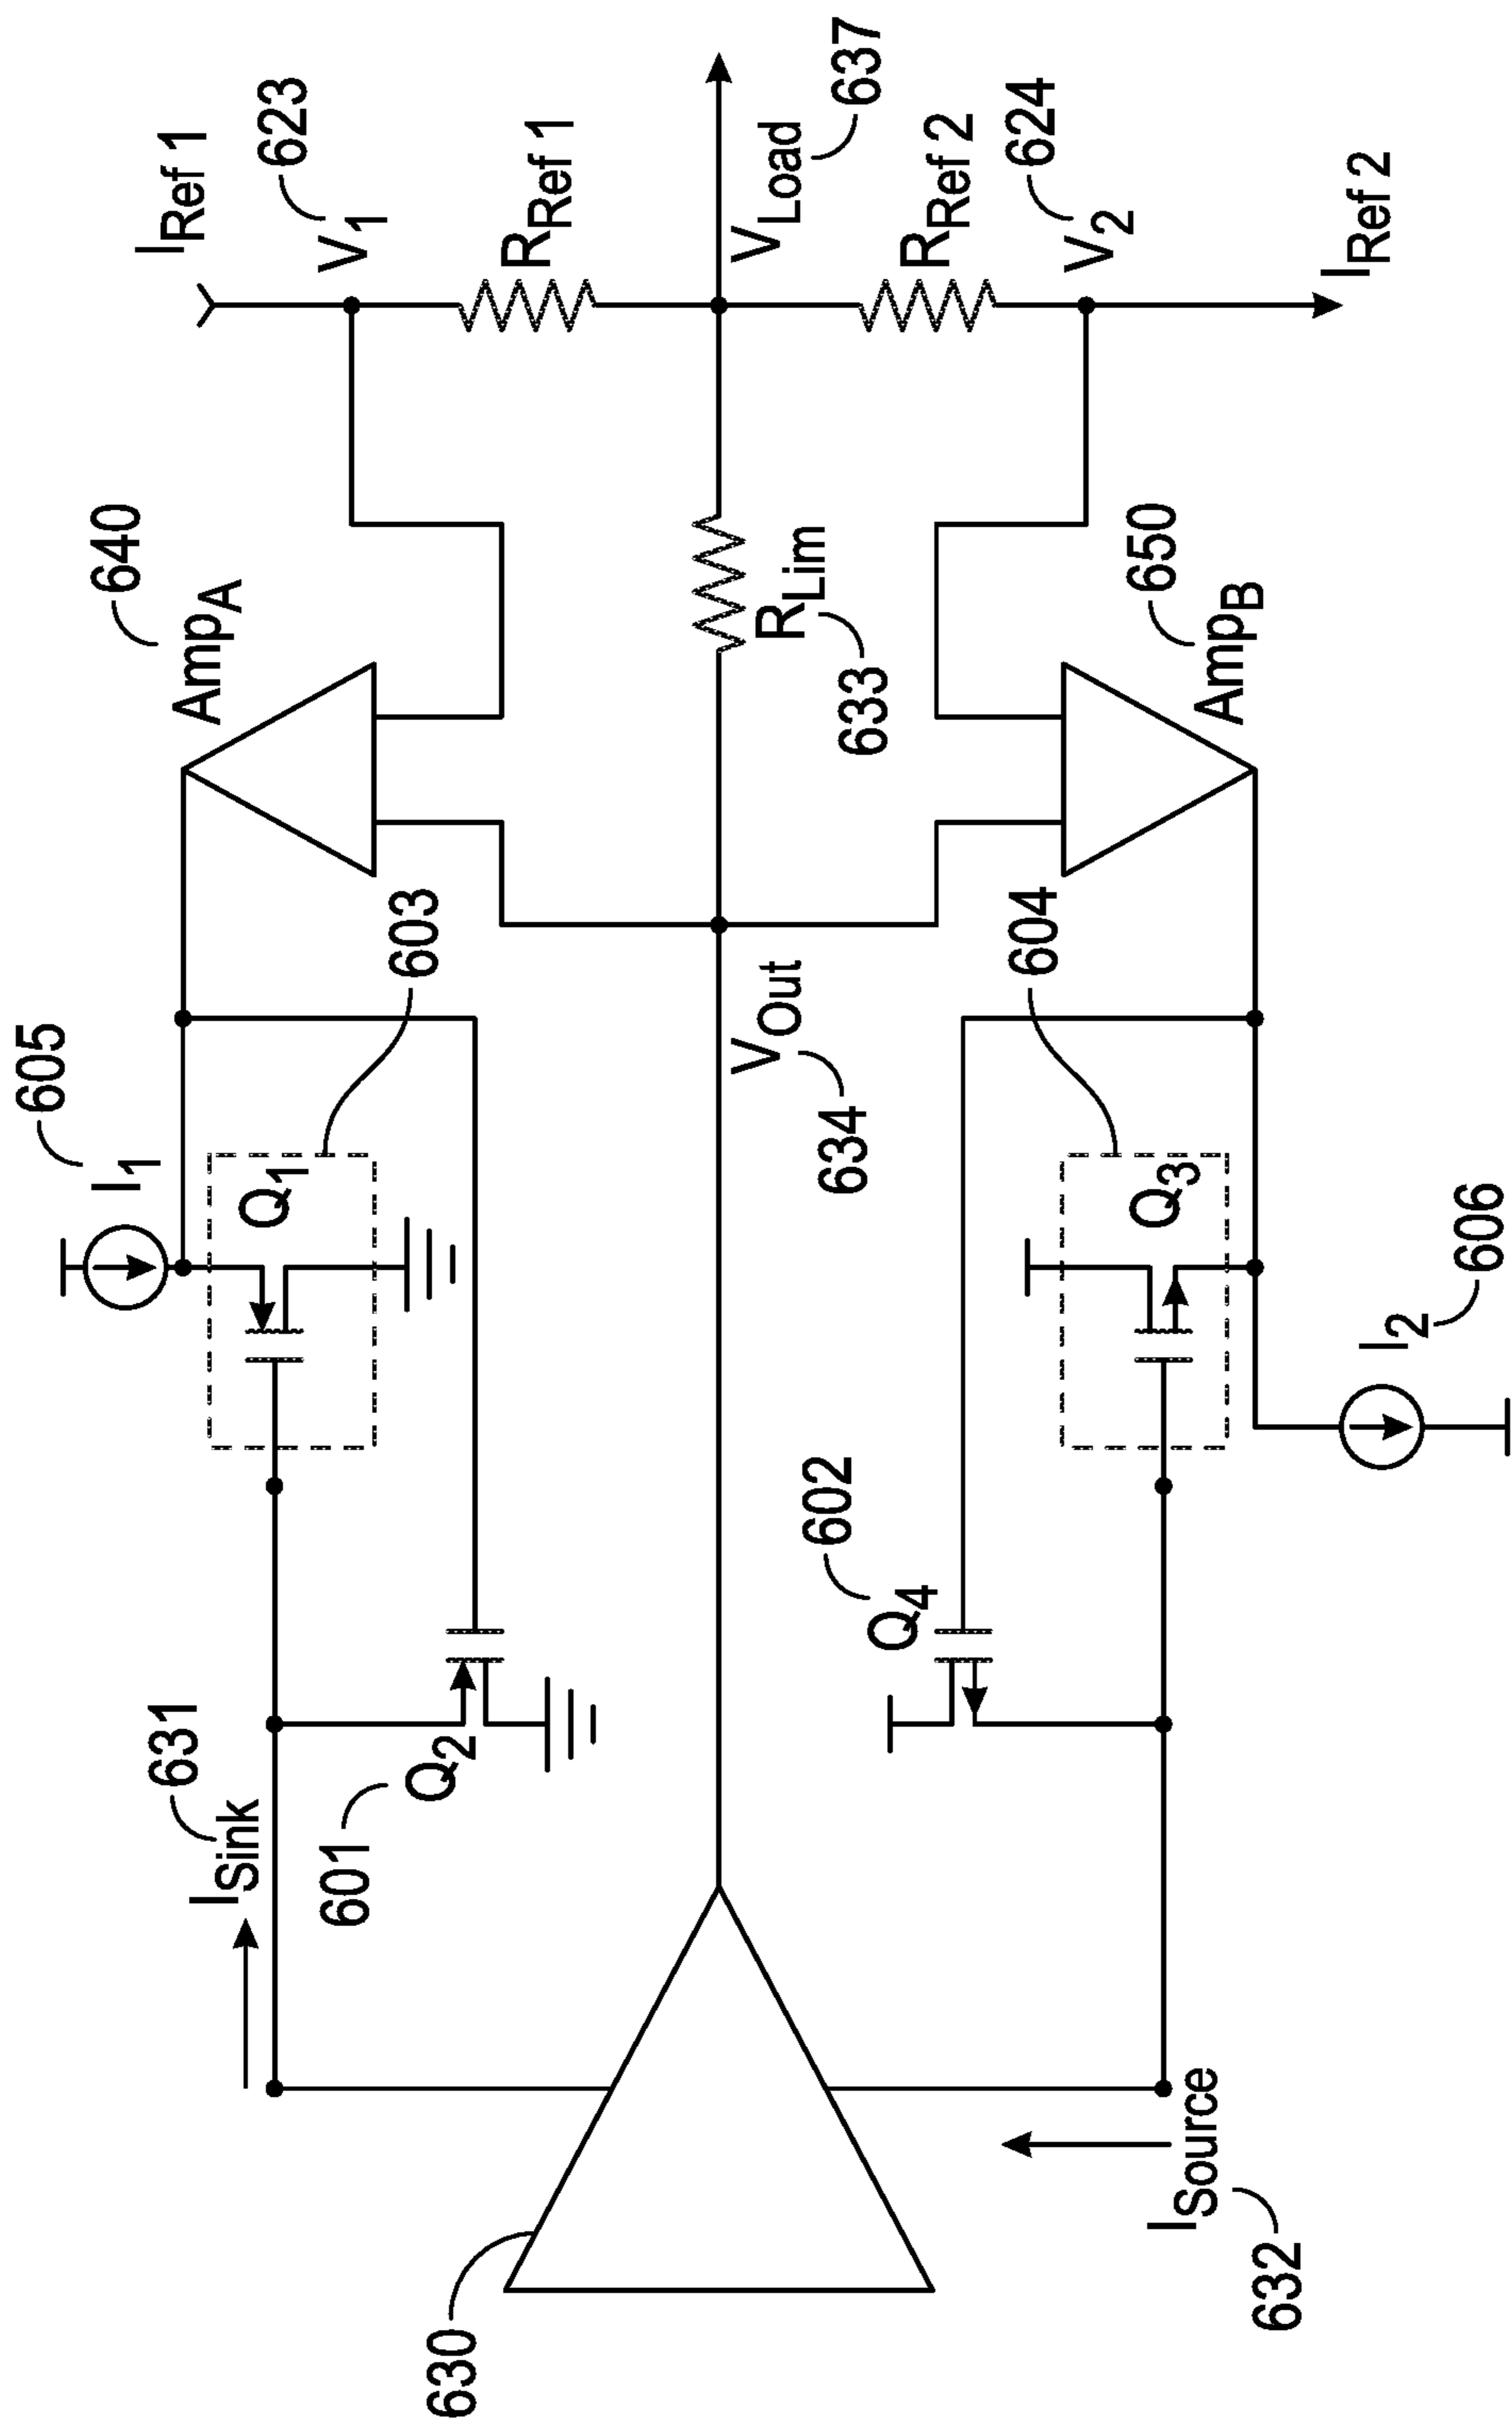 I_Ref 1
623
V_1
R_Ref 1
V_Load
637
R_Ref 2
624
V_2
I_Ref 2
640
Amp_A
R_Lim
633
650
Amp_B
605
I_1
Q_1
603
V_Out
634
604
Q_3
606
I_2
602
Q_4
I_Sink
631
Q_2
601
630
I_Source
632